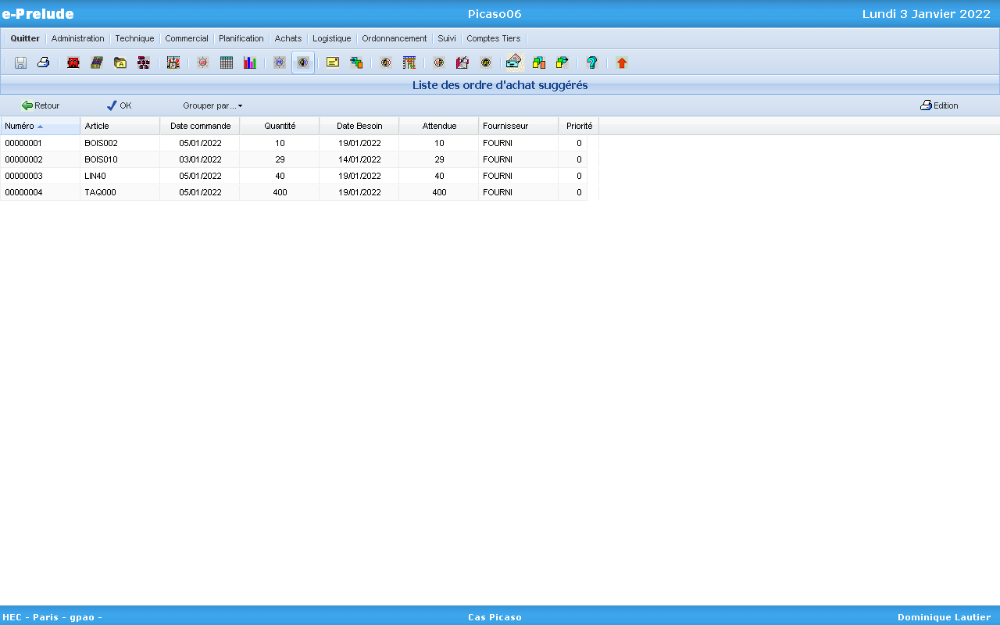 e-Prelude Picaso06 Lundi 3 Janvier 2022
Quitter Administration Technique Commercial Planification Achats Logistique Ordonnancement Suivi Comptes Tiers
Liste des ordre d'achat suggérés
Retour OK Grouper par... Edition
Numéro Article Date commande Quantité Date Besoin Attendue Fournisseur Priorité
00000001 BOIS002 05/01/2022 10 19/01/2022 10 FOURNI 0
00000002 BOIS010 03/01/2022 29 14/01/2022 29 FOURNI 0
00000003 LIN40 05/01/2022 40 19/01/2022 40 FOURNI 0
00000004 TAQ000 05/01/2022 400 19/01/2022 400 FOURNI 0
HEC - Paris - gpao - Cas Picaso Dominique Lautier